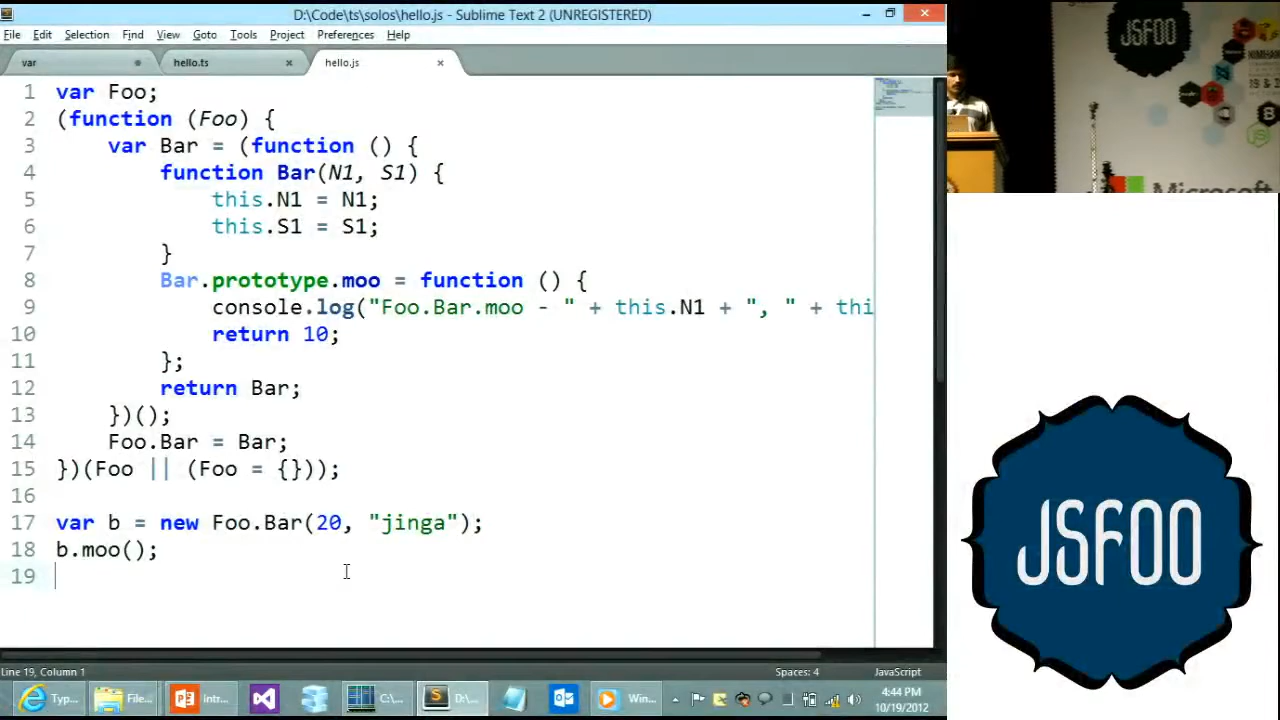 D:\Code\ts\solos\hello.js - Sublime Text 2 (UNREGISTERED)
File Edit Selection Find View Goto Tools Project Preferences Help
var hello.ts hello.js
1 var Foo;
2 (function (Foo) {
3 var Bar = (function () {
4 function Bar(N1, S1) {
5 this.N1 = N1;
6 this.S1 = S1;
7 }
8 Bar.prototype.moo = function () {
9 console.log("Foo.Bar.moo - " + this.N1 + ", " + thi
10 return 10;
11 };
12 return Bar;
13 })();
14 Foo.Bar = Bar;
15 })(Foo || (Foo = {}));
16
17 var b = new Foo.Bar(20, "jinga");
18 b.moo();
19
Line 19, Column 1 Spaces: 4 JavaScript
Typ... File... Intr... C:\... D:\... Win... 4:44 PM
10/19/2012
JSFOO
Microsoft
JSFOO